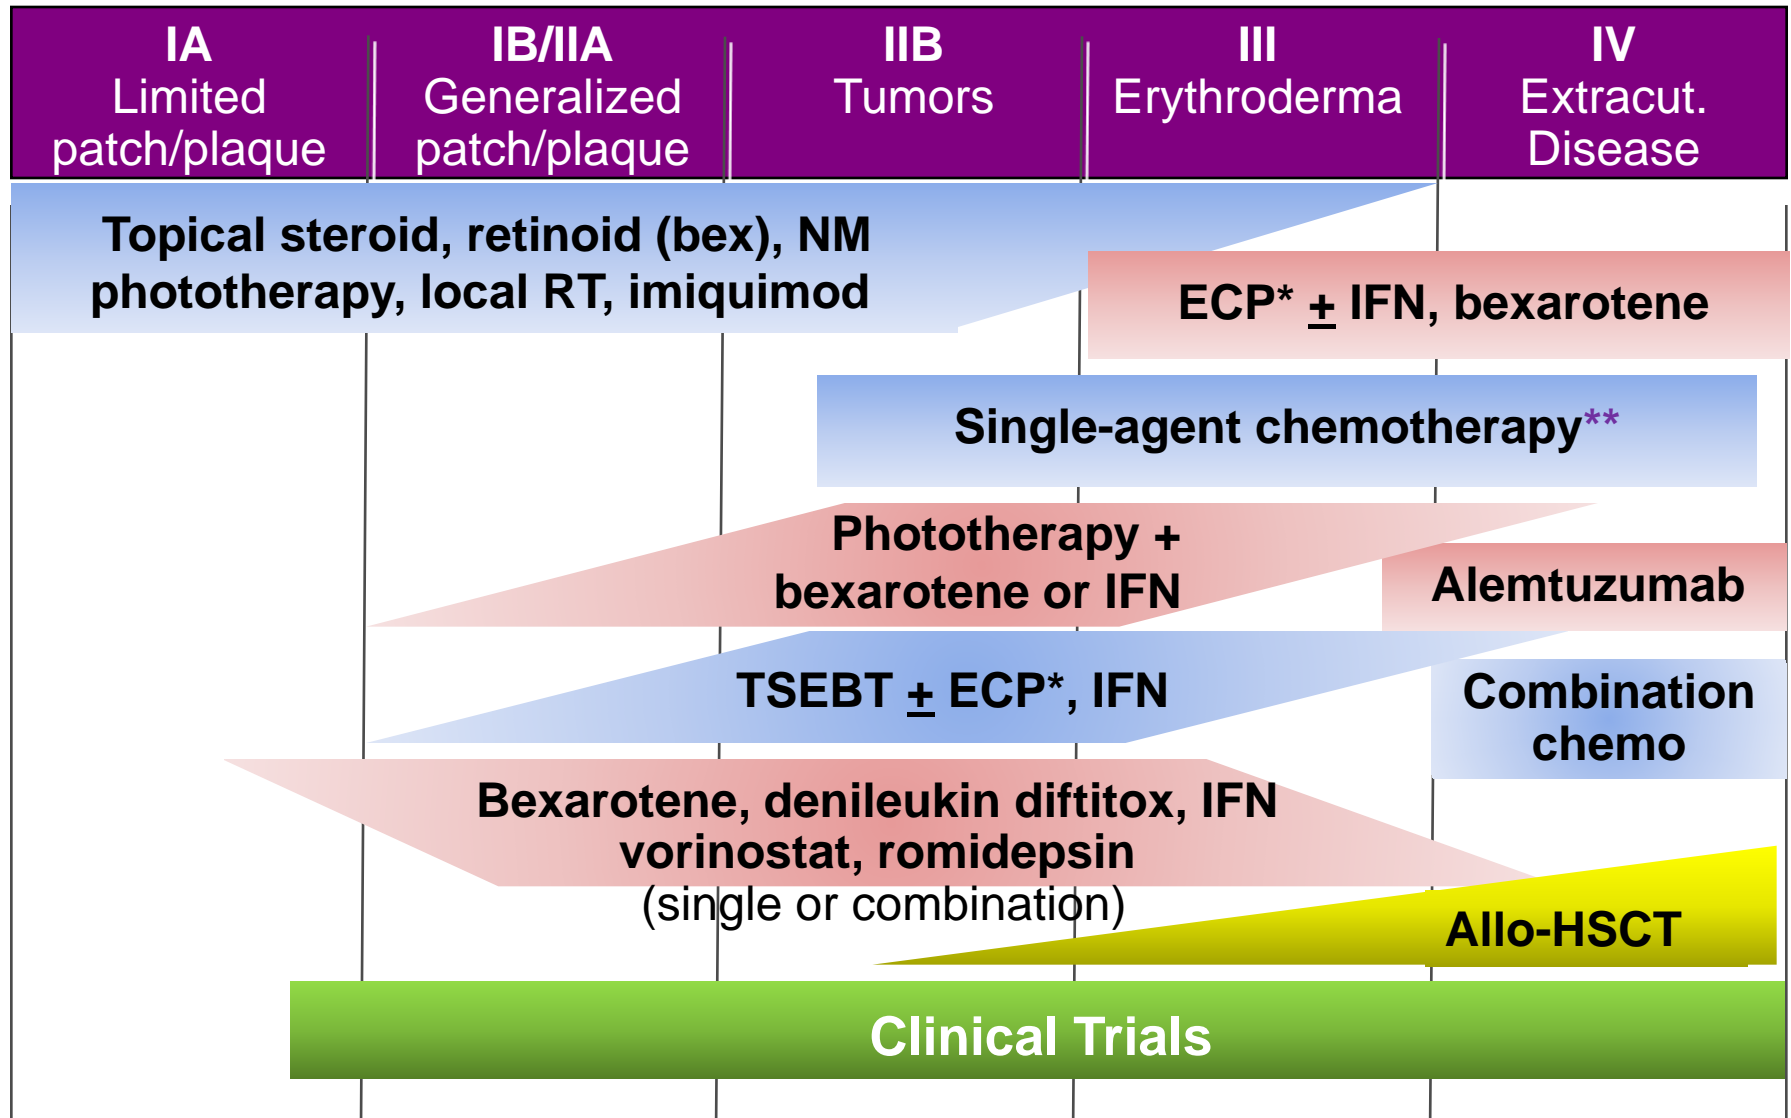 IA
Limited
patch/plaque
IB/IIA
Generalized
patch/plaque
IIB
Tumors
III
Erythroderma
IV
Extracut.
Disease
Topical steroid, retinoid (bex), NM
phototherapy, local RT, imiquimod
ECP* ± IFN, bexarotene
Single-agent chemotherapy**
Phototherapy +
bexarotene or IFN
Alemtuzumab
TSEBT ± ECP*, IFN
Combination
chemo
Bexarotene, denileukin diftitox, IFN
vorinostat, romidepsin
(single or combination)
Allo-HSCT
Clinical Trials